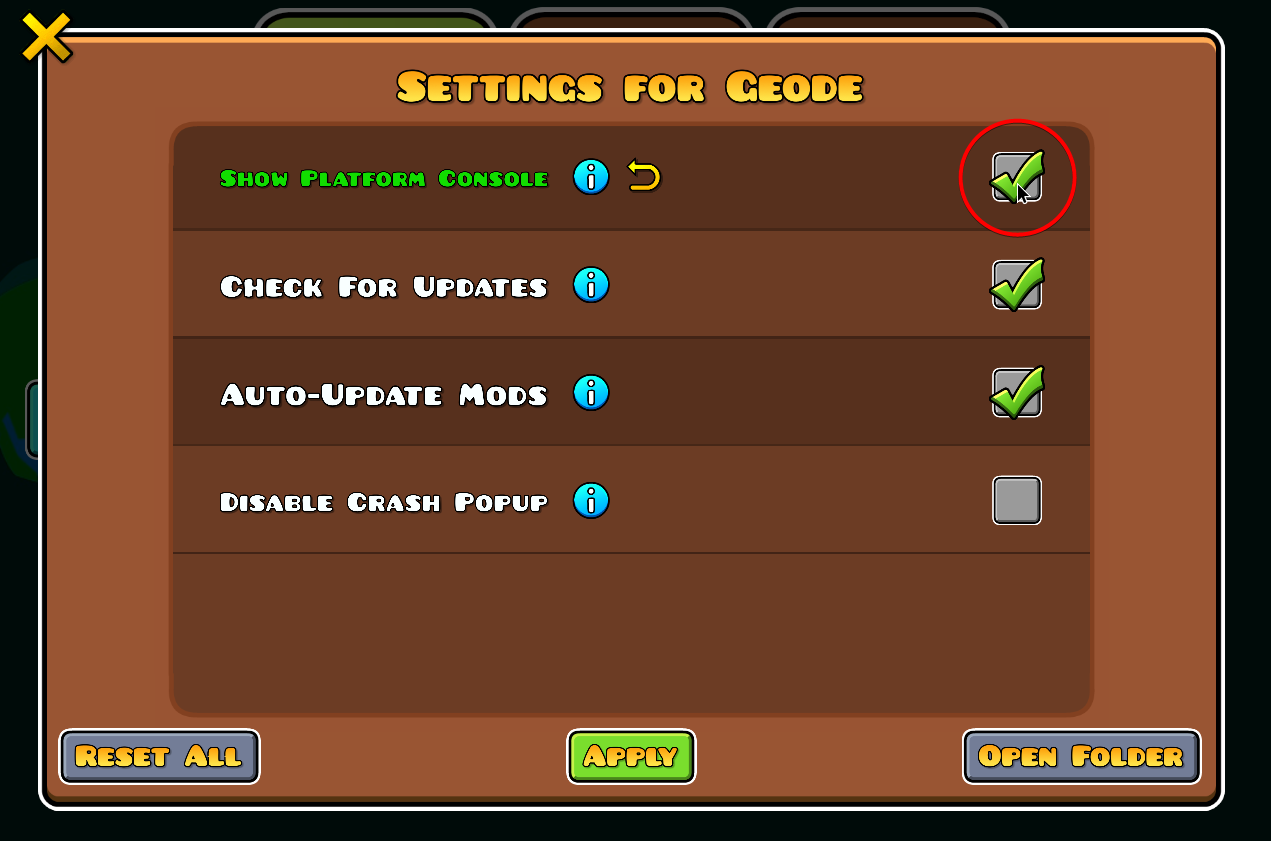 Settings for Geode
Show Platform Console
Check For Updates
Auto-Update Mods
Disable Crash Popup
Reset All
Apply
Open Folder